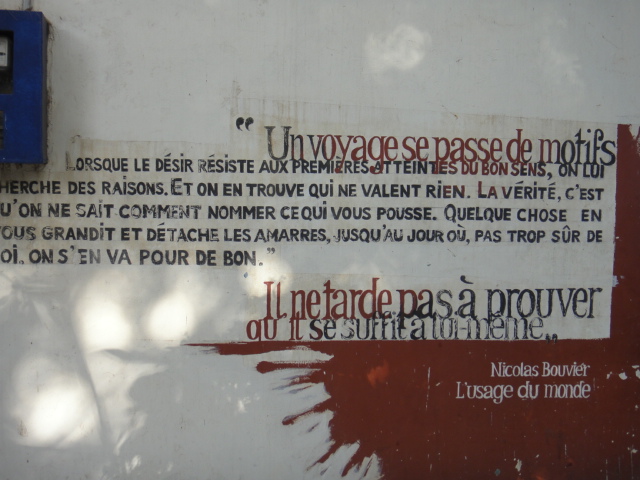 “ Un voyage se passe de motifs
LORSQUE LE DÉSIR RÉSISTE AUX PREMIÈRES ATTEINTES DU BON SENS, ON LUI
CHERCHE DES RAISONS. ET ON EN TROUVE QUI NE VALENT RIEN. LA VÉRITÉ, C'EST
QU'ON NE SAIT COMMENT NOMMER CE QUI VOUS POUSSE. QUELQUE CHOSE EN
VOUS GRANDIT ET DÉTACHE LES AMARRES, JUSQU'AU JOUR OÙ, PAS TROP SÛR DE
SOI, ON S'EN VA POUR DE BON.”
Il ne tarde pas à prouver
qu'il se suffit à lui-même„
Nicolas Bouvier
L'usage du monde